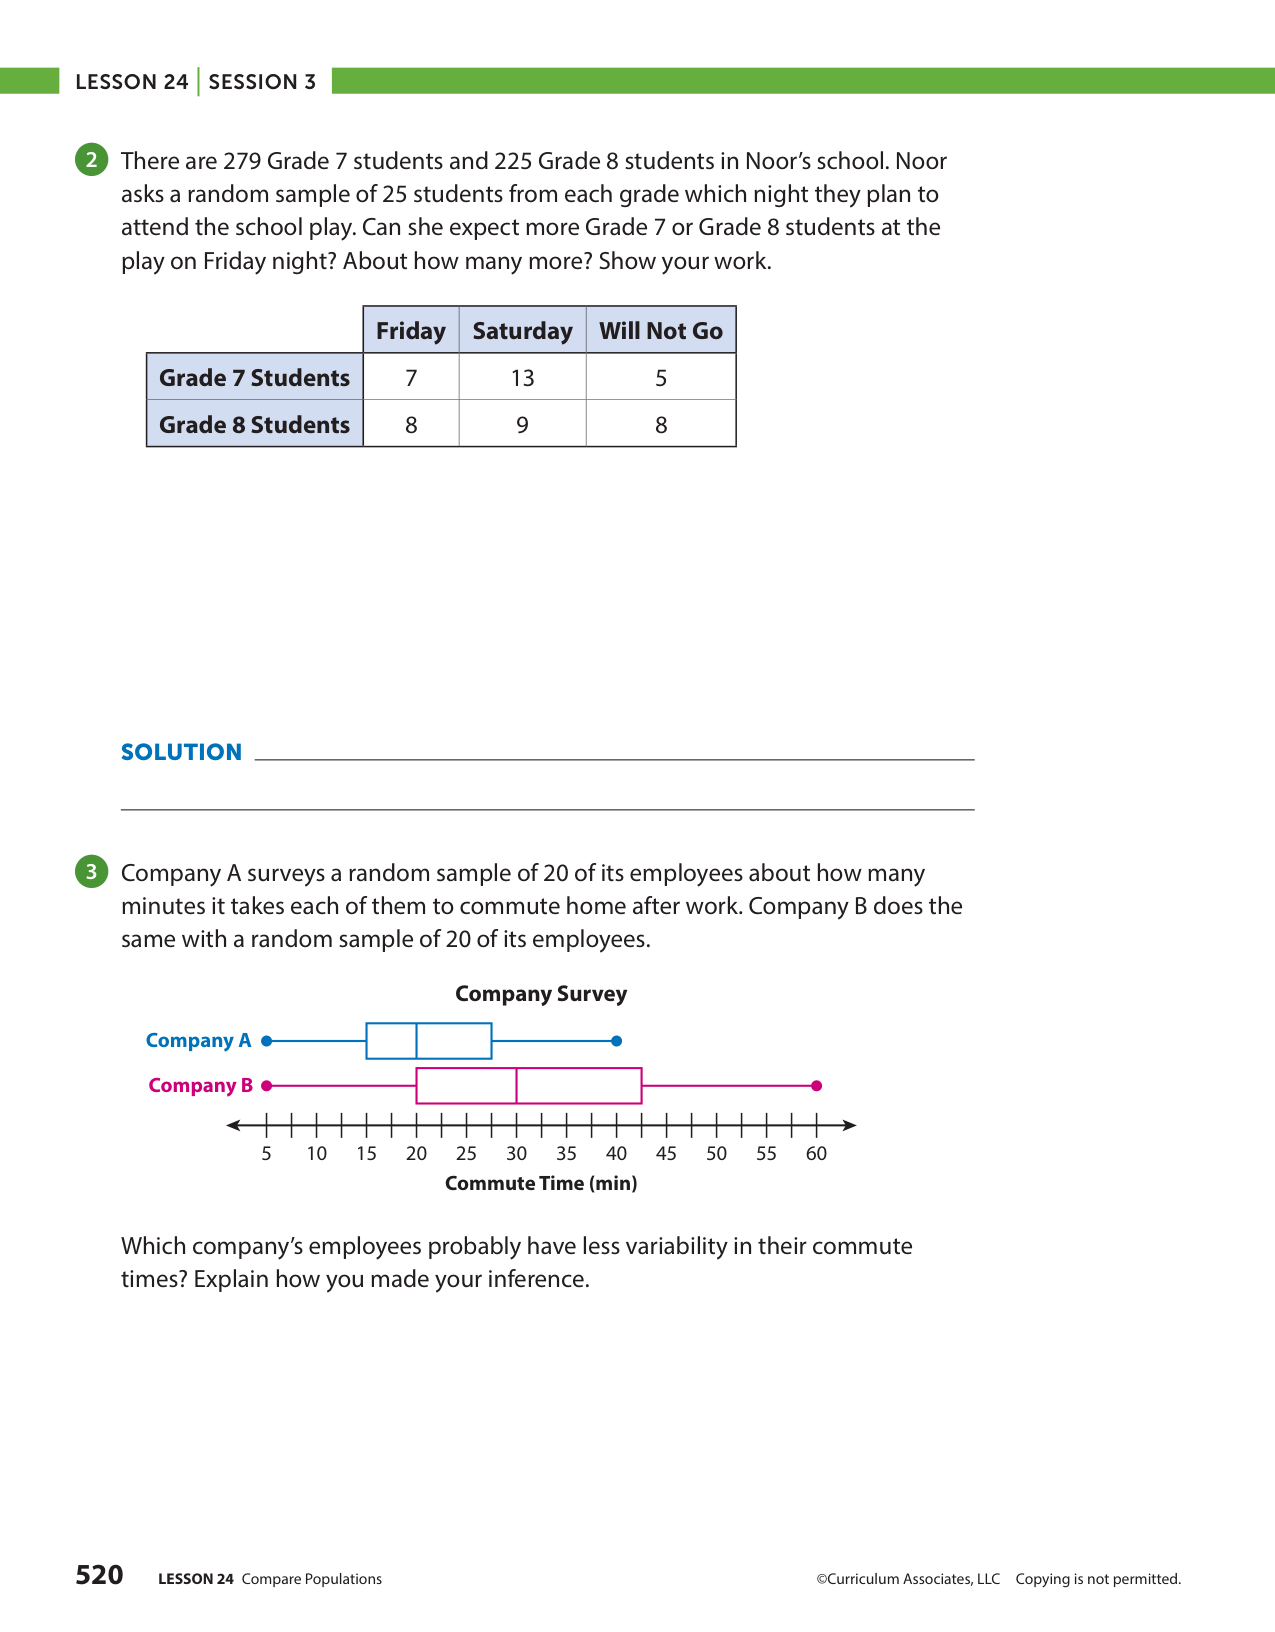 LESSON 24 | SESSION 3
2 There are 279 Grade 7 students and 225 Grade 8 students in Noor’s school. Noor
asks a random sample of 25 students from each grade which night they plan to
attend the school play. Can she expect more Grade 7 or Grade 8 students at the
play on Friday night? About how many more? Show your work.
Friday Saturday Will Not Go
Grade 7 Students 7 13 5
Grade 8 Students 8 9 8
SOLUTION
3 Company A surveys a random sample of 20 of its employees about how many
minutes it takes each of them to commute home after work. Company B does the
same with a random sample of 20 of its employees.
Company Survey
Company A
Company B
5 10 15 20 25 30 35 40 45 50 55 60
Commute Time (min)
Which company’s employees probably have less variability in their commute
times? Explain how you made your inference.
520 LESSON 24 Compare Populations ©Curriculum Associates, LLC Copying is not permitted.